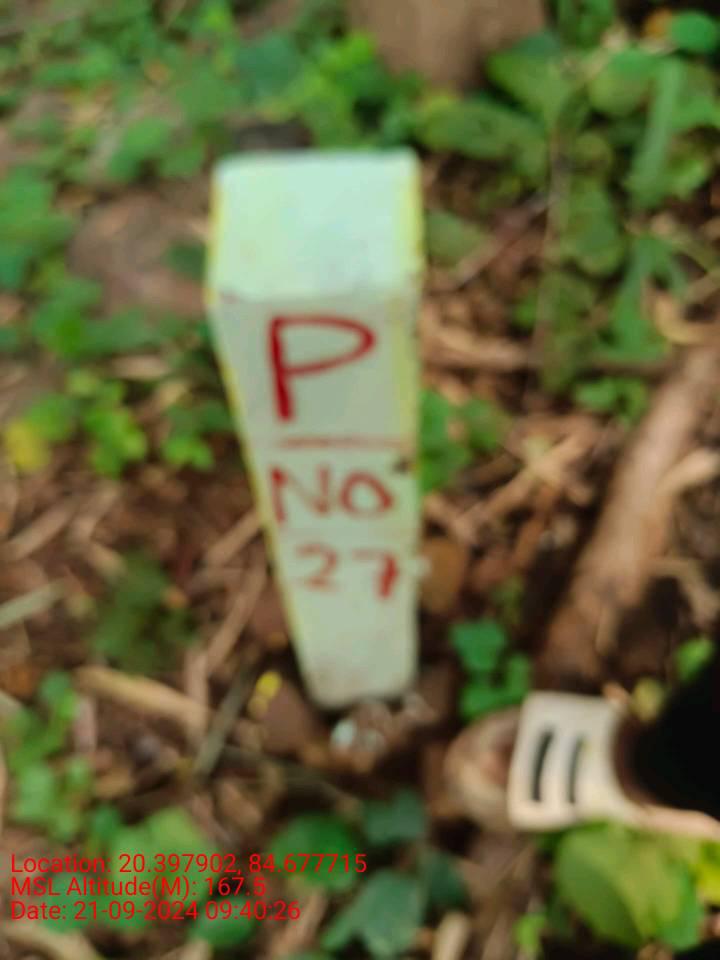 P
NO
27
Location: 20.397902, 84.677715
MSL Altitude(M): 167.5
Date: 21-09-2024 09:40:26